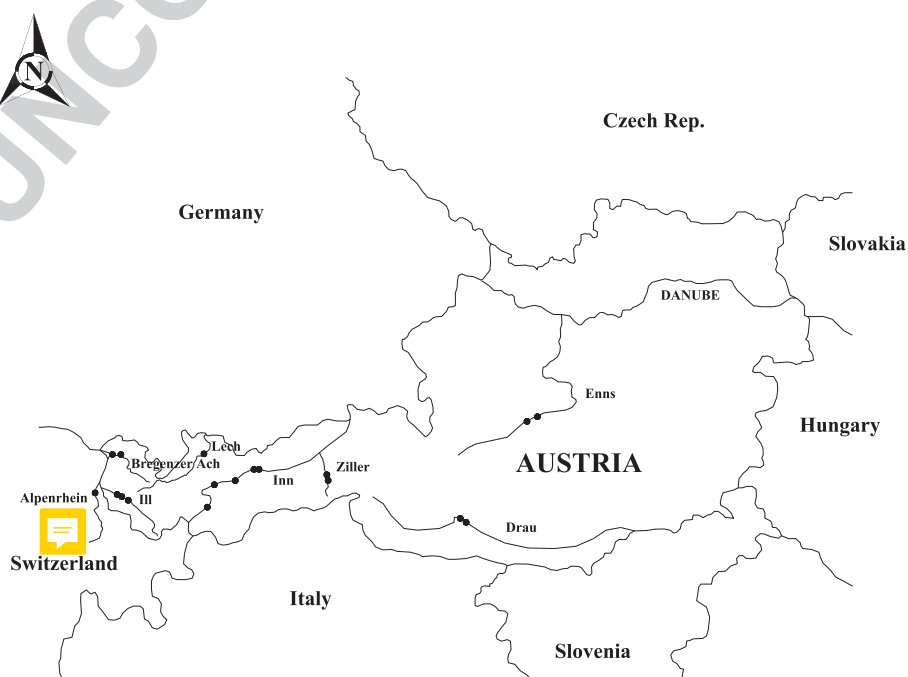 UNCO
N
Czech Rep.
Germany
Slovakia
DANUBE
Enns
Hungary
Lech
Bregenzer Ach
AUSTRIA
Ziller
Inn
Alpenrhein
Ill
Drau
Switzerland
Italy
Slovenia